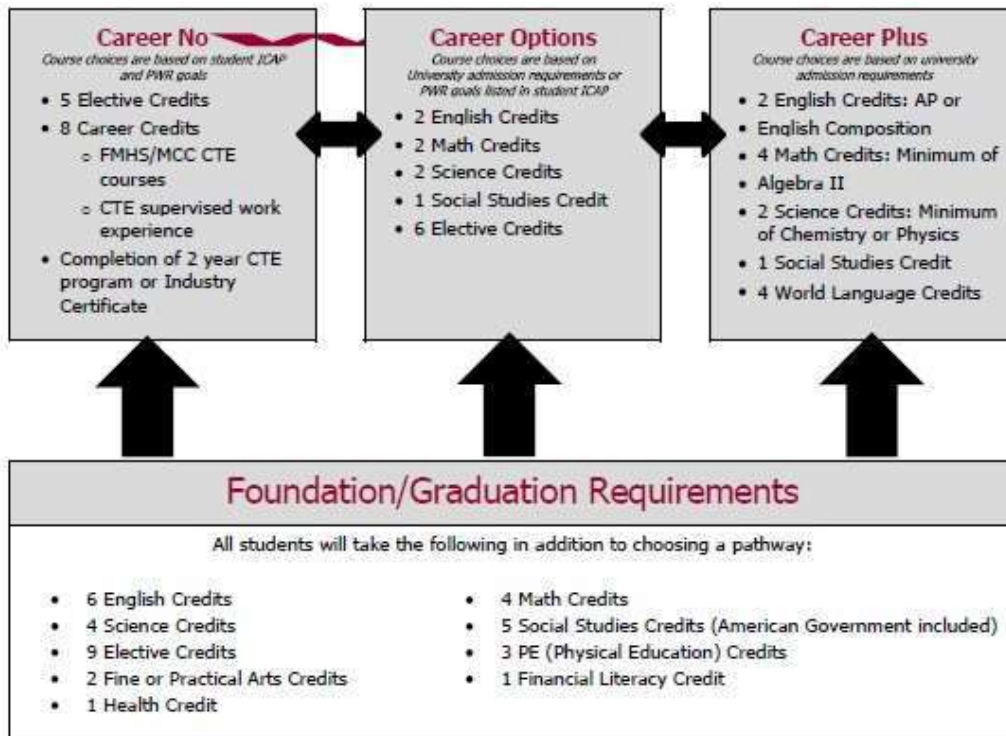 Career No
Course choices are based on student ICAP
and PWR goals
• 5 Elective Credits
• 8 Career Credits
o FMHS/MCC CTE
courses
o CTE supervised work
experience
• Completion of 2 year CTE
program or Industry
Certificate
Career Options
Course choices are based on
University admission requirements or
PWR goals listed in student ICAP
• 2 English Credits
• 2 Math Credits
• 2 Science Credits
• 1 Social Studies Credit
• 6 Elective Credits
Career Plus
Course choices are based on university
admission requirements
• 2 English Credits: AP or
• English Composition
• 4 Math Credits: Minimum of
• Algebra II
• 2 Science Credits: Minimum
of Chemistry or Physics
• 1 Social Studies Credit
• 4 World Language Credits
Foundation/Graduation Requirements
All students will take the following in addition to choosing a pathway:
• 6 English Credits
• 4 Science Credits
• 9 Elective Credits
• 2 Fine or Practical Arts Credits
• 1 Health Credit
• 4 Math Credits
• 5 Social Studies Credits (American Government included)
• 3 PE (Physical Education) Credits
• 1 Financial Literacy Credit